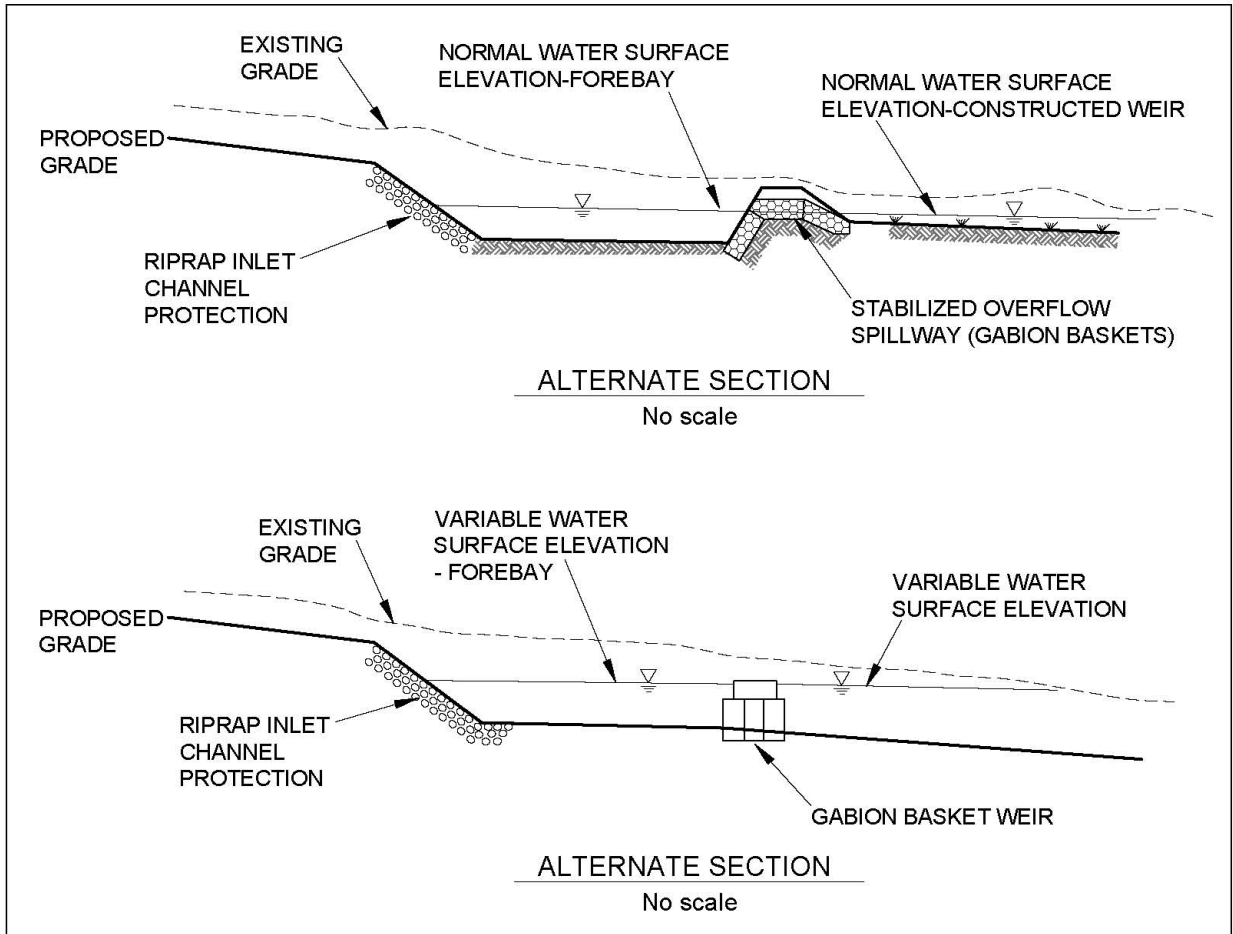 EXISTING
GRADE
NORMAL WATER SURFACE
ELEVATION-FOREBAY
NORMAL WATER SURFACE
ELEVATION-CONSTRUCTED WEIR
PROPOSED
GRADE
RIPRAP INLET
CHANNEL
PROTECTION
STABILIZED OVERFLOW
SPILLWAY (GABION BASKETS)
ALTERNATE SECTION
No scale
EXISTING
GRADE
VARIABLE WATER
SURFACE ELEVATION
- FOREBAY
VARIABLE WATER
SURFACE ELEVATION
PROPOSED
GRADE
RIPRAP INLET
CHANNEL
PROTECTION
GABION BASKET WEIR
ALTERNATE SECTION
No scale